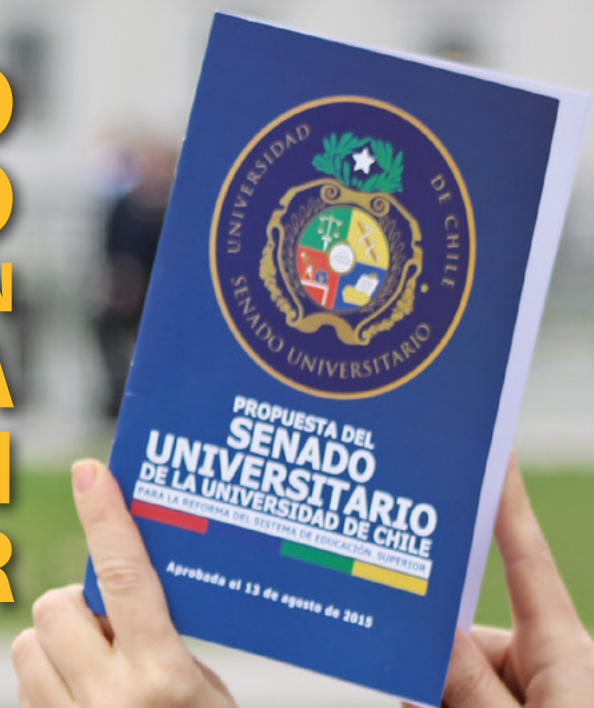 O
O
N
A
I
R
UNIVERSIDAD DE CHILE
SENADO UNIVERSITARIO
PROPUESTA DEL
SENADO
UNIVERSITARIO
DE LA UNIVERSIDAD DE CHILE
PARA LA REFORMA DEL SISTEMA DE EDUCACIÓN SUPERIOR
Aprobada el 13 de agosto de 2015